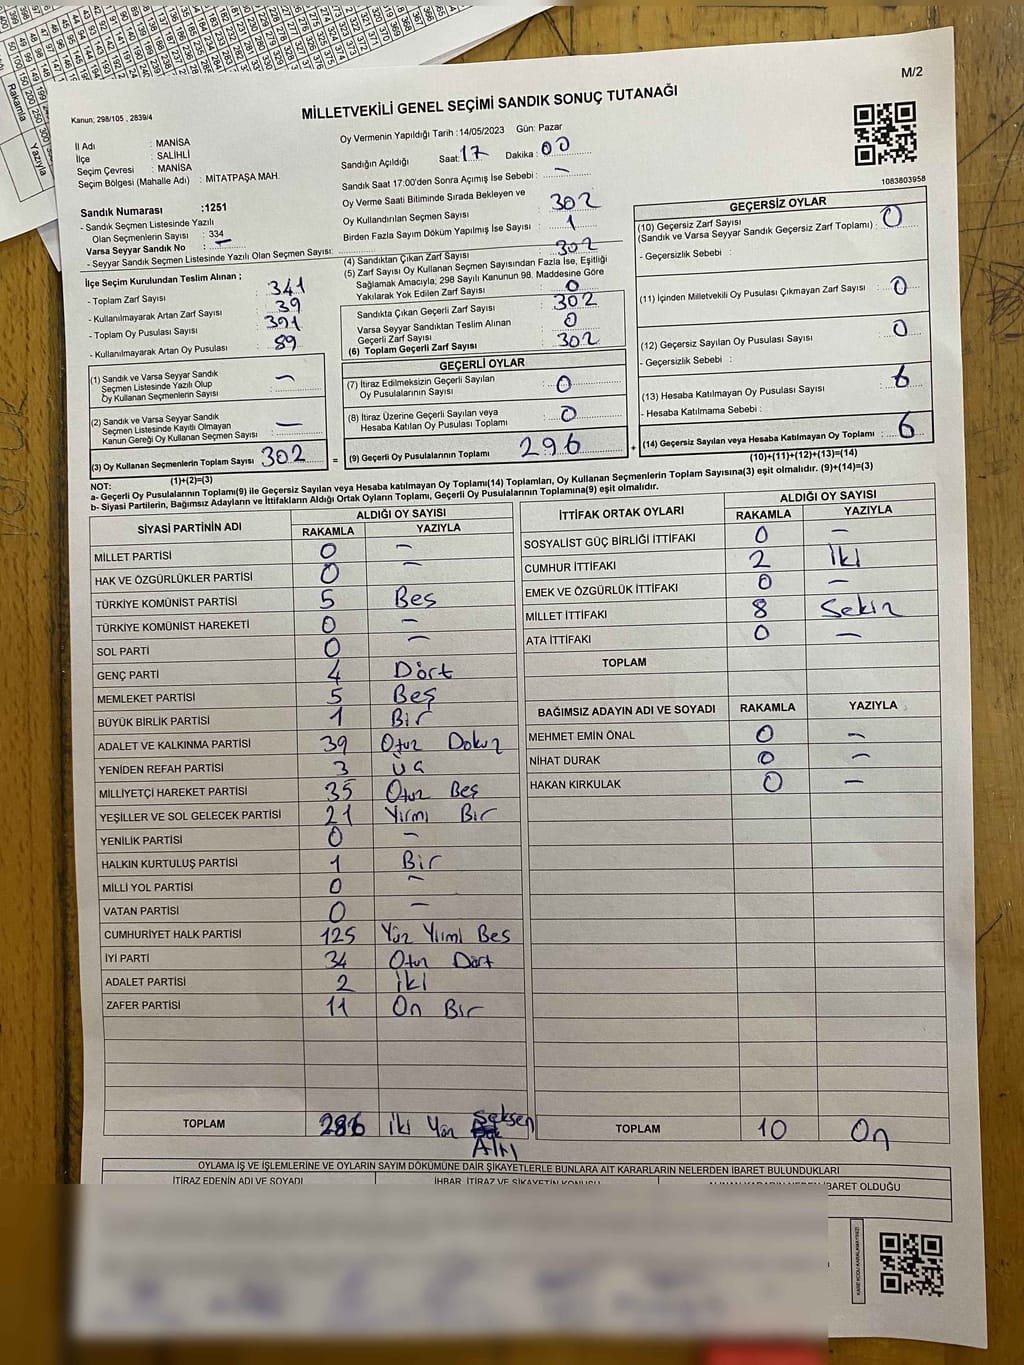 M/2
Kanun; 298/105 , 2839/4
MİLLETVEKİLİ GENEL SEÇİMİ SANDIK SONUÇ TUTANAĞI
İl Adı : MANİSA
İlçe : SALİHLİ
Seçim Çevresi : MANİSA
Seçim Bölgesi (Mahalle Adı) : MİTATPAŞA MAH.
Sandık Numarası :1251
- Sandık Seçmen Listesinde Yazılı
Olan Seçmenlerin Sayısı : 334
Varsa Seyyar Sandık No : —
- Seyyar Sandık Seçmen Listesinde Yazılı Olan Seçmen Sayısı:
Oy Vermenin Yapıldığı Tarih :14/05/2023 Gün: Pazar
Sandığın Açıldığı Saat: 17 Dakika : 00
Sandık Saat 17:00'den Sonra Açımış İse Sebebi : —
Oy Verme Saati Bitiminde Sırada Bekleyen ve
Oy Kullandırılan Seçmen Sayısı : 302
Birden Fazla Sayım Döküm Yapılmış İse Sayısı : 1
1083803958
İlçe Seçim Kurulundan Teslim Alınan ;
- Toplam Zarf Sayısı : 341
- Kullanılmayarak Artan Zarf Sayısı : 39
- Toplam Oy Pusulası Sayısı : 391
- Kullanılmayarak Artan Oy Pusulası : 89
(1) Sandık ve Varsa Seyyar Sandık
Seçmen Listesinde Yazılı Olup
Oy Kullanan Seçmenlerin Sayısı : —
(2) Sandık ve Varsa Seyyar Sandık
Seçmen Listesinde Kayıtlı Olmayan
Kanun Gereği Oy Kullanan Seçmen Sayısı : —
(3) Oy Kullanan Seçmenlerin Toplam Sayısı 302 =
(1)+(2)=(3)
(4) Sandıktan Çıkan Zarf Sayısı : 302
(5) Zarf Sayısı Oy Kullanan Seçmen Sayısından Fazla İse, Eşitliği
Sağlamak Amacıyla, 298 Sayılı Kanunun 98. Maddesine Göre
Yakılarak Yok Edilen Zarf Sayısı : 0
Sandıkta Çıkan Geçerli Zarf Sayısı : 302
Varsa Seyyar Sandıktan Teslim Alınan
Geçerli Zarf Sayısı : 0
(6) Toplam Geçerli Zarf Sayısı : 302
GEÇERLİ OYLAR
(7) İtiraz Edilmeksizin Geçerli Sayılan
Oy Pusulalarının Sayısı : 0
(8) İtiraz Üzerine Geçerli Sayılan veya
Hesaba Katılan Oy Pusulası Toplamı : 0
(9) Geçerli Oy Pusulalarının Toplamı 296 +
GEÇERSİZ OYLAR
(10) Geçersiz Zarf Sayısı
(Sandık ve Varsa Seyyar Sandık Geçersiz Zarf Toplamı) : 0
- Geçersizlik Sebebi :
(11) İçinden Milletvekili Oy Pusulası Çıkmayan Zarf Sayısı : 0
(12) Geçersiz Sayılan Oy Pusulası Sayısı : 0
- Geçersizlik Sebebi :
(13) Hesaba Katılmayan Oy Pusulası Sayısı : 6
- Hesaba Katılmama Sebebi :
(14) Geçersiz Sayılan veya Hesaba Katılmayan Oy Toplamı : 6
(10)+(11)+(12)+(13)=(14)
NOT:
a- Geçerli Oy Pusulalarının Toplamı(9) ile Geçersiz Sayılan veya Hesaba katılmayan Oy Toplamı(14) Toplamları, Oy Kullanılan Seçmenlerin Toplam Sayısına(3) eşit olmalıdır. (9)+(14)=(3)
b- Siyasi Partilerin, Bağımsız Adayların ve İttifakların Aldığı Ortak Oyların Toplamı, Geçerli Oy Pusulalarının Toplamına(9) eşit olmalıdır.
SİYASİ PARTİNİN ADI ALDIĞI OY SAYISI
RAKAMLA YAZIYLA
MİLLET PARTİSİ 0 —
HAK VE ÖZGÜRLÜKLER PARTİSİ 0 —
TÜRKİYE KOMÜNİST PARTİSİ 5 Bes
TÜRKİYE KOMÜNİST HAREKETİ 0 —
SOL PARTİ 0 —
GENÇ PARTİ 4 Dört
MEMLEKET PARTİSİ 5 Beş
BÜYÜK BİRLİK PARTİSİ 1 Bir
ADALET VE KALKINMA PARTİSİ 39 Otuz Dokuz
YENİDEN REFAH PARTİSİ 3 üç
MİLLİYETÇİ HAREKET PARTİSİ 35 Otuz Beş
YEŞİLLER VE SOL GELECEK PARTİSİ 21 Yirmi Bir
YENİLİK PARTİSİ 0 —
HALKIN KURTULUŞ PARTİSİ 1 Bir
MİLLİ YOL PARTİSİ 0 —
VATAN PARTİSİ 0 —
CUMHURİYET HALK PARTİSİ 125 Yüz Yirmi Bes
İYİ PARTİ 34 Otuz Dört
ADALET PARTİSİ 2 iki
ZAFER PARTİSİ 11 On Bir
TOPLAM 286 iki Yüz Seksen
Altı
İTTİFAK ORTAK OYLARI ALDIĞI OY SAYISI
RAKAMLA YAZIYLA
SOSYALİST GÜÇ BİRLİĞİ İTTİFAKI 0 —
CUMHUR İTTİFAKI 2 İki
EMEK VE ÖZGÜRLÜK İTTİFAKI 0 —
MİLLET İTTİFAKI 8 Sekiz
ATA İTTİFAKI 0 —
TOPLAM
BAĞIMSIZ ADAYIN ADI VE SOYADI RAKAMLA YAZIYLA
MEHMET EMİN ÖNAL 0 —
NİHAT DURAK 0 —
HAKAN KIRKULAK 0 —
TOPLAM 10 On
OYLAMA İŞ VE İŞLEMLERİNE VE OYLARIN SAYIM DÖKÜMÜNE DAİR ŞİKAYETLERLE BUNLARA AİT KARARLARIN NELERDEN İBARET BULUNDUKLARI
İTİRAZ EDENİN ADI VE SOYADI İHBAR, İTİRAZ VE ŞİKAYETİN KONUSU ALINAN KARARIN NEDEN İBARET OLDUĞU